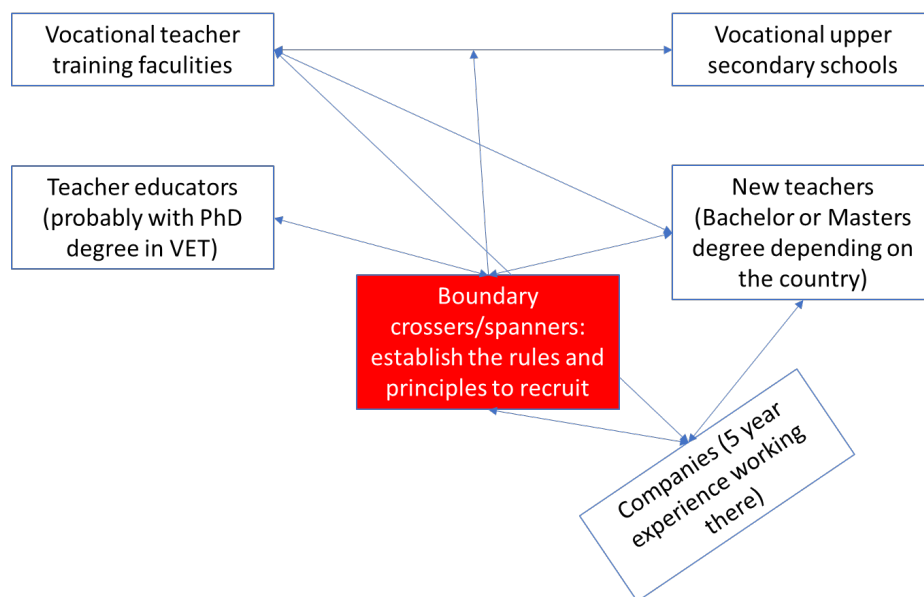 Vocational teacher
training faculities
Vocational upper
secondary schools
Teacher educators
(probably with PhD
degree in VET)
New teachers
(Bachelor or Masters
degree depending on
the country)
Boundary
crossers/spanners:
establish the rules and
principles to recruit
Companies (5 year
experience working
there)